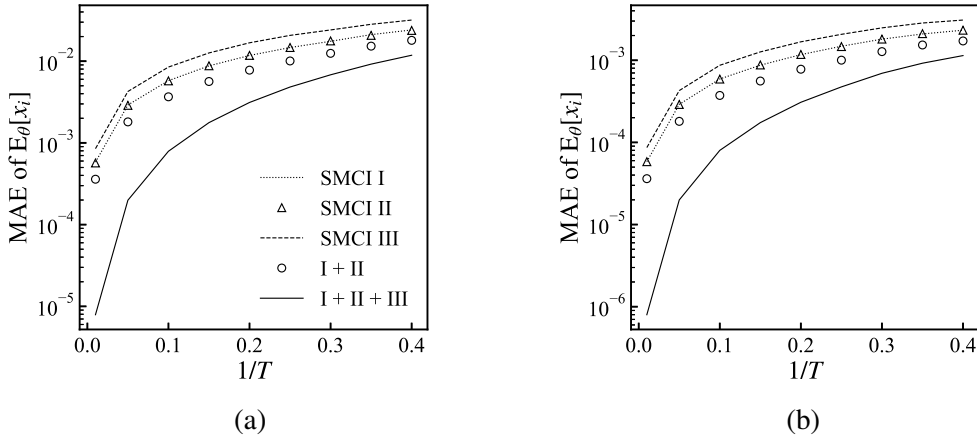 10⁻²
10⁻³
10⁻⁴
10⁻⁵
MAE of E_θ[x_i]
SMCI I
SMCI II
SMCI III
I + II
I + II + III
0.0 0.1 0.2 0.3 0.4
1/T
(a)
10⁻³
10⁻⁴
10⁻⁵
10⁻⁶
MAE of E_θ[x_i]
0.0 0.1 0.2 0.3 0.4
1/T
(b)